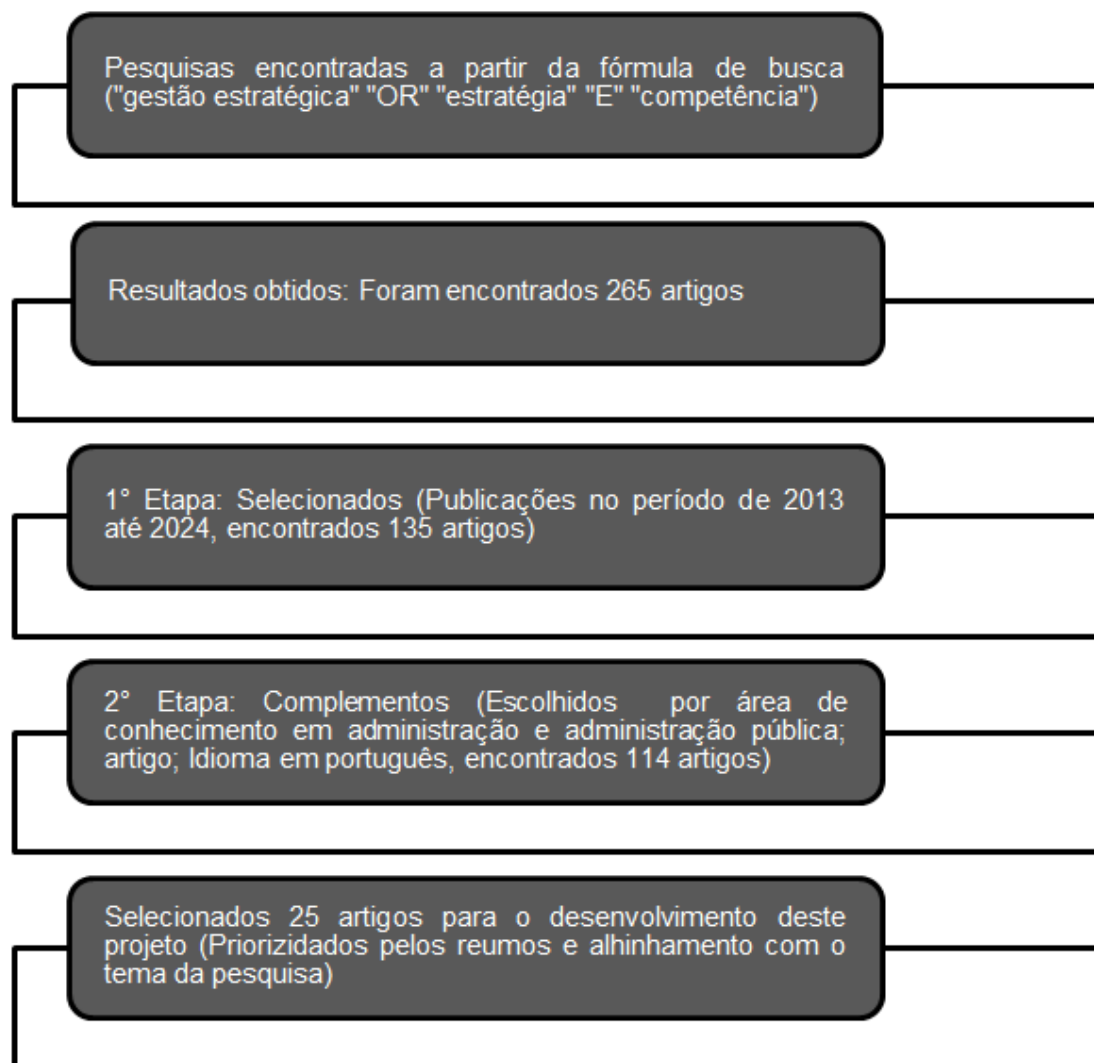 Pesquisas encontradas a partir da fórmula de busca
("gestão estratégica" "OR" "estratégia" "E" "competência")
Resultados obtidos: Foram encontrados 265 artigos
1° Etapa: Selecionados (Publicações no período de 2013
até 2024, encontrados 135 artigos)
2° Etapa: Complementos (Escolhidos por área de
conhecimento em administração e administração pública;
artigo; Idioma em português, encontrados 114 artigos)
Selecionados 25 artigos para o desenvolvimento deste
projeto (Priorizidados pelos reumos e alhinhamento com o
tema da pesquisa)